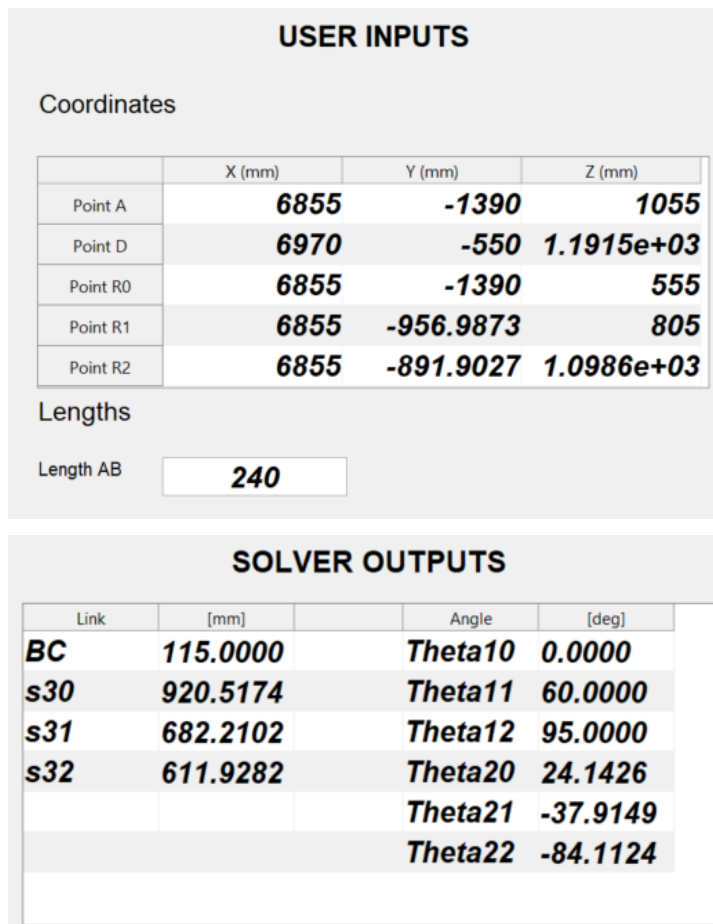 USER INPUTS
Coordinates
X (mm) Y (mm) Z (mm)
Point A 6855 -1390 1055
Point D 6970 -550 1.1915e+03
Point R0 6855 -1390 555
Point R1 6855 -956.9873 805
Point R2 6855 -891.9027 1.0986e+03
Lengths
Length AB 240
SOLVER OUTPUTS
Link [mm] Angle [deg]
BC 115.0000 Theta10 0.0000
s30 920.5174 Theta11 60.0000
s31 682.2102 Theta12 95.0000
s32 611.9282 Theta20 24.1426
Theta21 -37.9149
Theta22 -84.1124